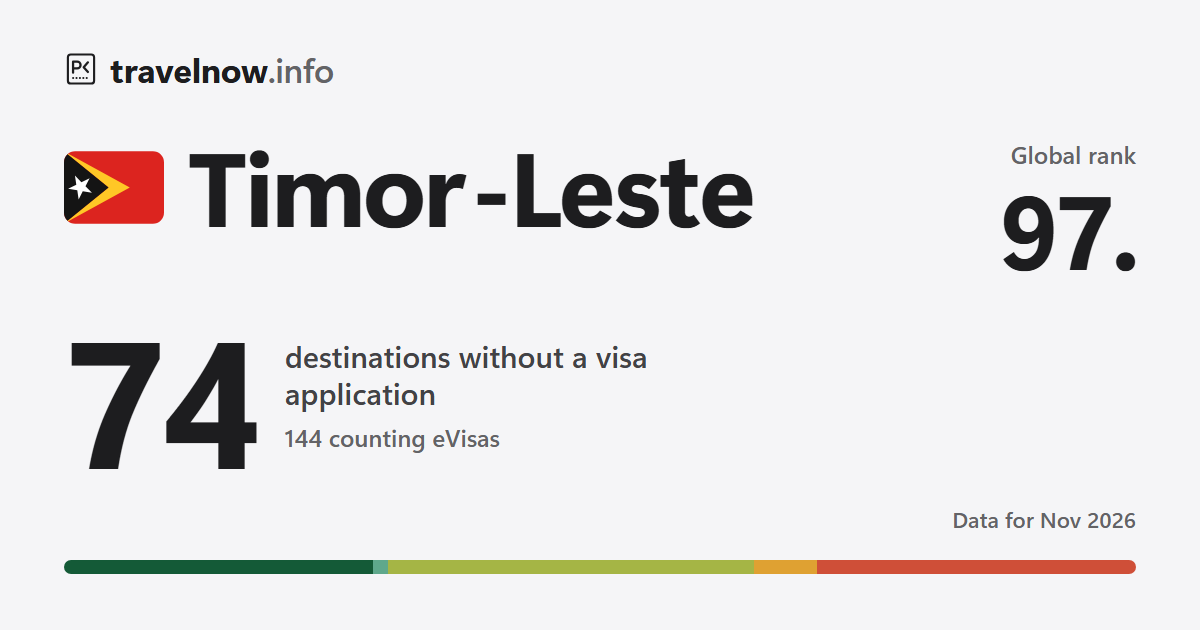 PK
travelnow.info
Timor-Leste
Global rank
97.
74
destinations without a visa
application
144 counting eVisas
Data for Nov 2026